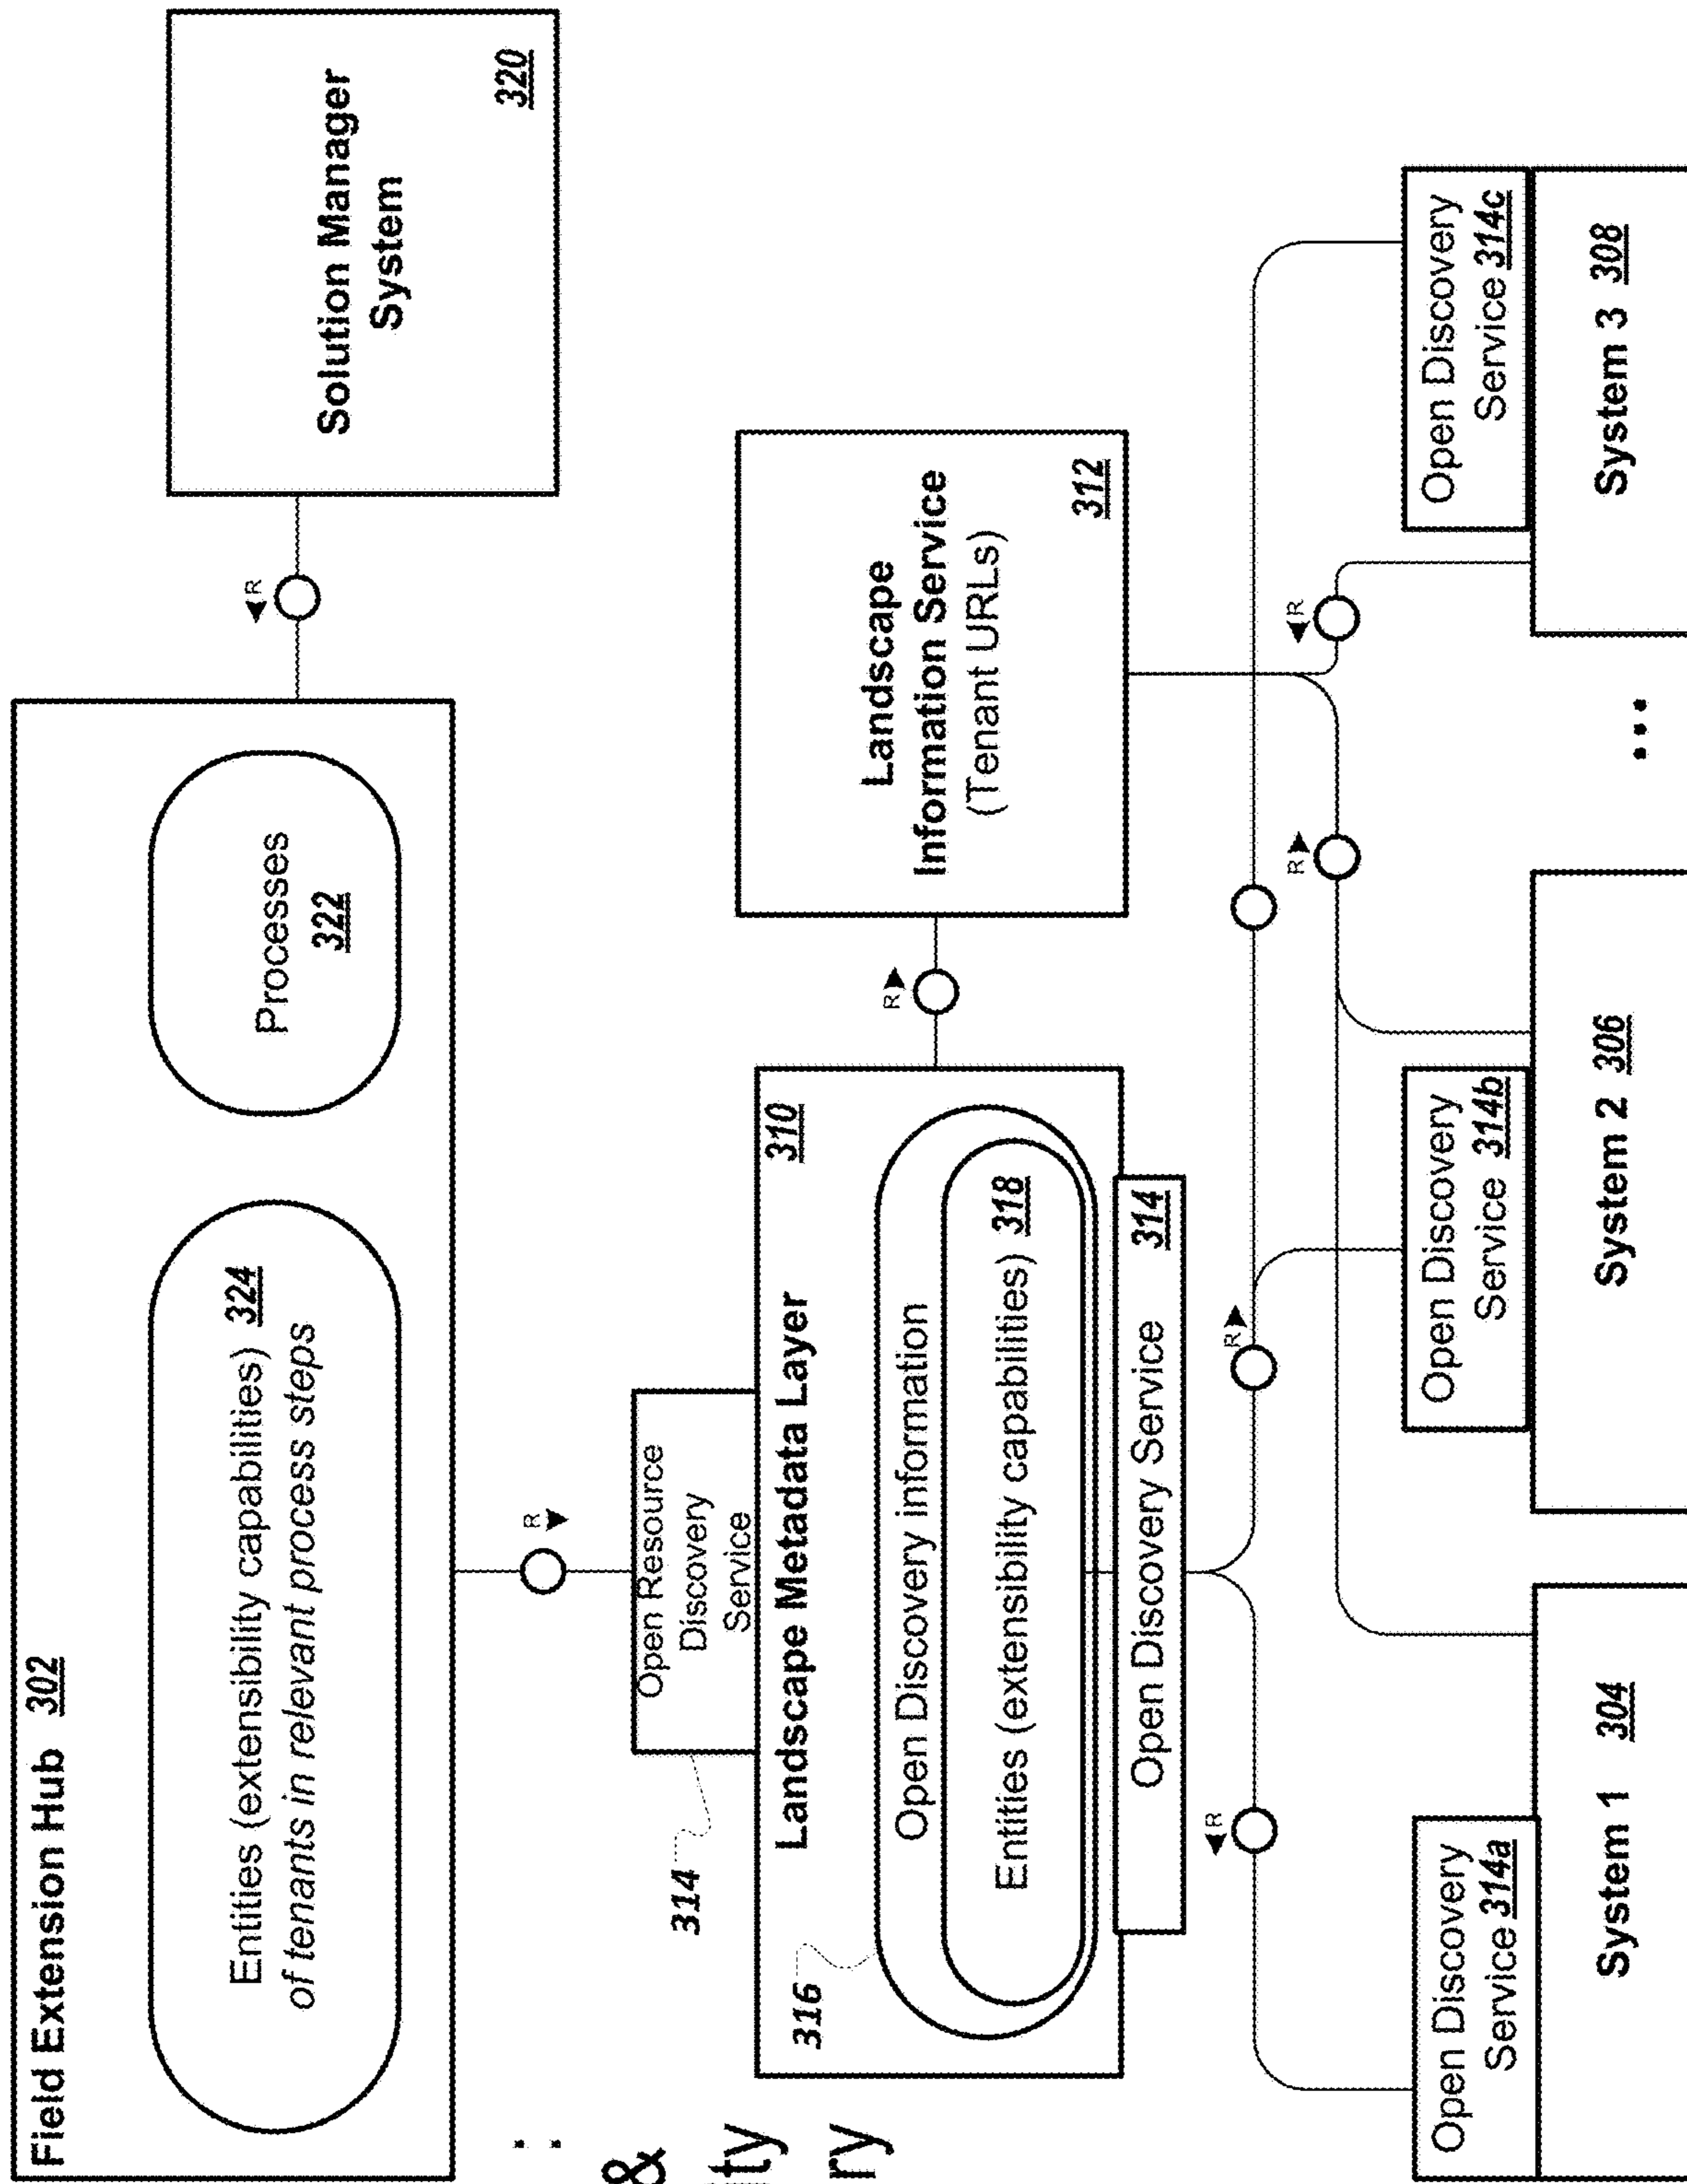 Field Extension Hub 302
Entities (extensibility capabilities) 324
of tenants in relevant process steps
Processes
322
Solution Manager
System
320
R
R
Open Resource
Discovery
Service
314
Landscape Metadata Layer
310
316
Open Discovery information
Entities (extensibility capabilities) 318
Open Discovery Service 314
R
Landscape
Information Service
(Tenant URLs)
312
R
R
R
R
Open Discovery
Service 314a
System 1 304
Open Discovery
Service 314b
System 2 306
...
Open Discovery
Service 314c
System 3 308
:
&
ty
ry